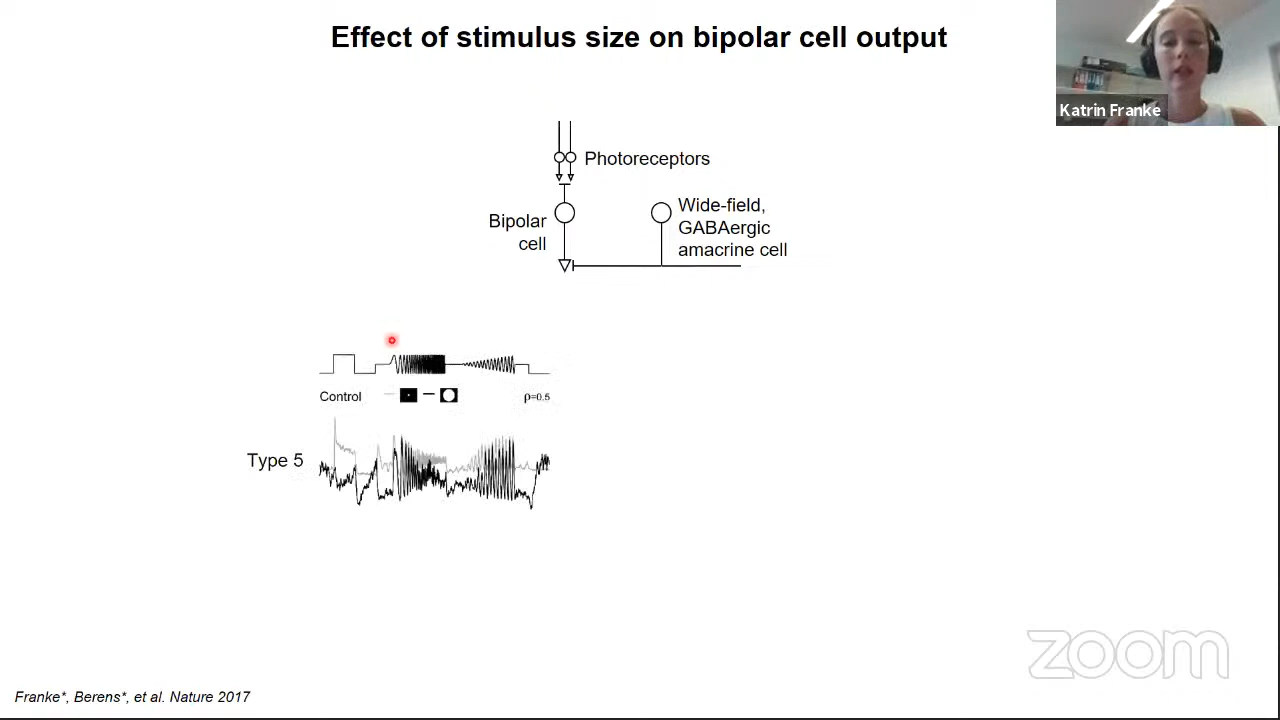 Effect of stimulus size on bipolar cell output
Katrin Franke
Photoreceptors
Bipolar
cell
Wide-field,
GABAergic
amacrine cell
Control
ρ=0.5
Type 5
zoom
Franke*, Berens*, et al. Nature 2017